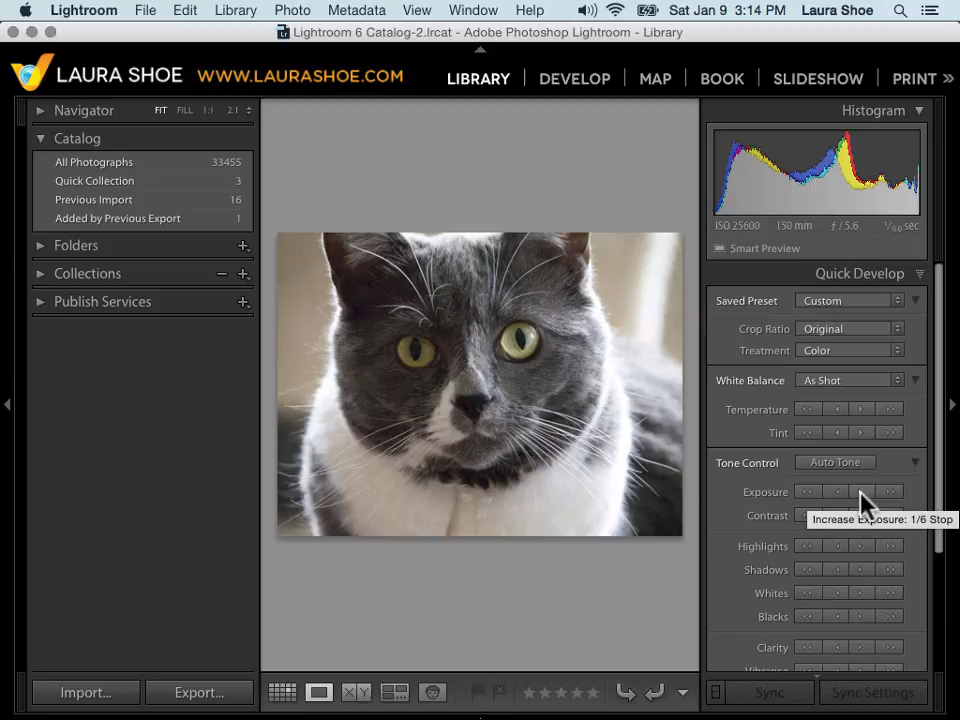 Lightroom File Edit Library Photo Metadata View Window Help Sat Jan 9 3:14 PM Laura Shoe
Lightroom 6 Catalog-2.lrcat - Adobe Photoshop Lightroom - Library
LAURA SHOE WWW.LAURASHOE.COM LIBRARY DEVELOP MAP BOOK SLIDESHOW PRINT »
Navigator FIT FILL 1:1 2:1
Catalog
All Photographs 33455
Quick Collection 3
Previous Import 16
Added by Previous Export 1
Folders
Collections
Publish Services
Import... Export...
X Y
Histogram
ISO 25600 150 mm f / 5.6 1/60 sec
Smart Preview
Quick Develop
Saved Preset Custom
Crop Ratio Original
Treatment Color
White Balance As Shot
Temperature
Tint
Tone Control Auto Tone
Exposure
Increase Exposure: 1/6 Stop
Contrast
Highlights
Shadows
Whites
Blacks
Clarity
Vibrance
Sync Sync Settings